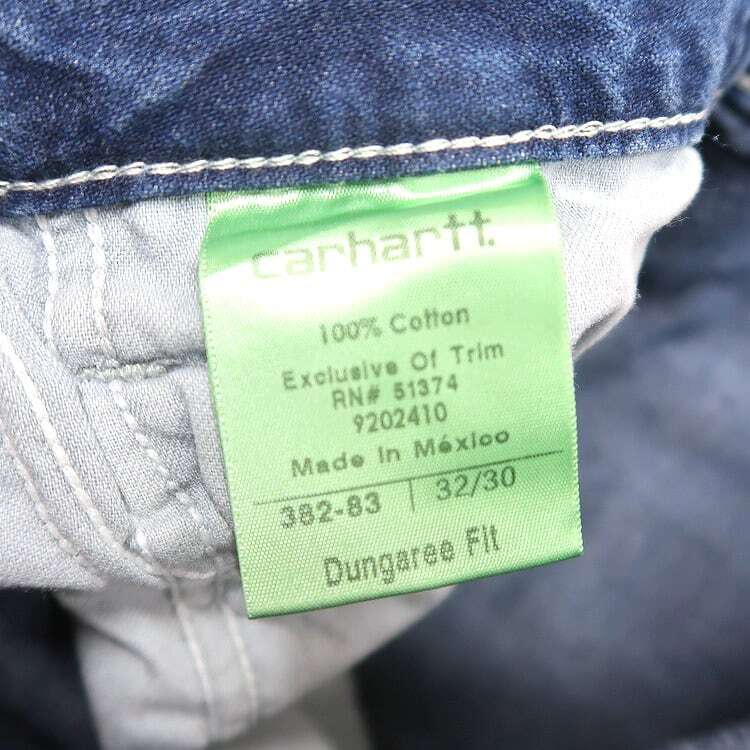 carhartt.
100% Cotton
Exclusive Of Trim
RN# 51374
9202410
Made In México
382-83 32/30
Dungaree Fit